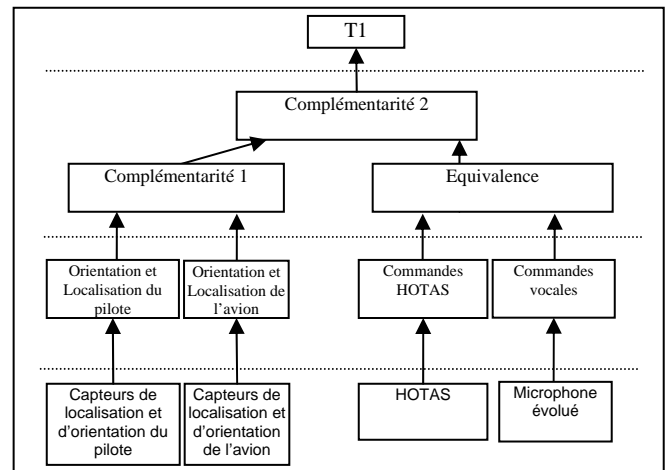 T1
Complémentarité 2
Complémentarité 1
Equivalence
Orientation et
Localisation du
pilote
Orientation et
Localisation de
l'avion
Commandes
HOTAS
Commandes
vocales
Capteurs de
localisation et
d'orientation du
pilote
Capteurs de
localisation et
d'orientation
de l'avion
HOTAS
Microphone
évolué